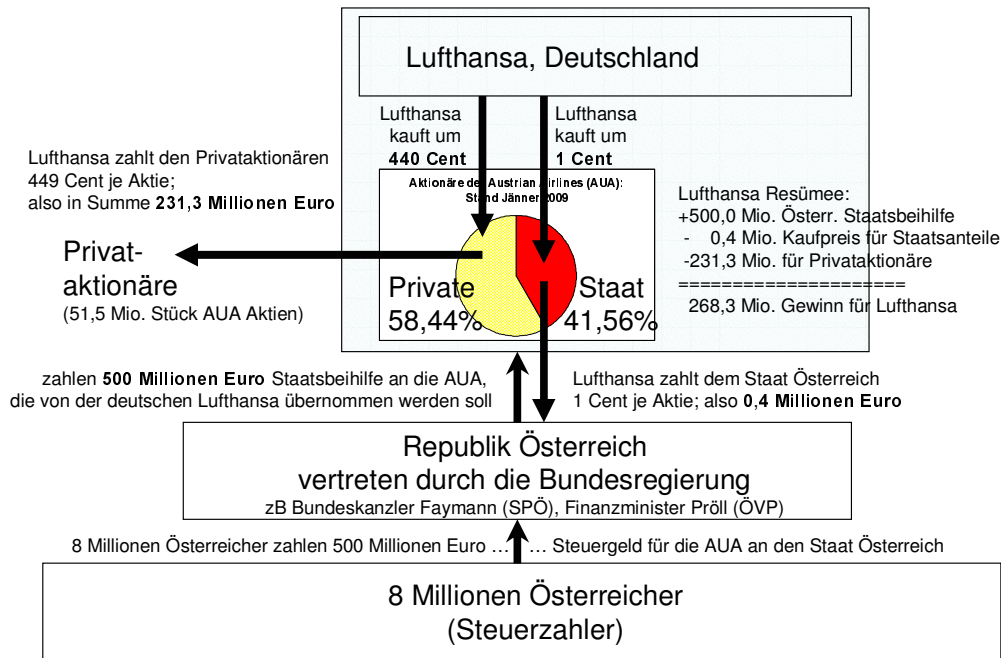 Lufthansa, Deutschland
Lufthansa
kauft um
440 Cent
Lufthansa
kauft um
1 Cent
Lufthansa zahlt den Privataktionären
449 Cent je Aktie;
also in Summe 231,3 Millionen Euro
Aktionäre der Austrian Airlines (AUA):
Stand Jänner 2009
Lufthansa Resümee:
+500,0 Mio. Österr. Staatsbeihilfe
- 0,4 Mio. Kaufpreis für Staatsanteile
-231,3 Mio. für Privataktionäre
=====================
268,3 Mio. Gewinn für Lufthansa
Privat-
aktionäre
(51,5 Mio. Stück AUA Aktien)
Private
58,44%
Staat
41,56%
zahlen 500 Millionen Euro Staatsbeihilfe an die AUA,
die von der deutschen Lufthansa übernommen werden soll
Lufthansa zahlt dem Staat Österreich
1 Cent je Aktie; also 0,4 Millionen Euro
Republik Österreich
vertreten durch die Bundesregierung
zB Bundeskanzler Faymann (SPÖ), Finanzminister Pröll (ÖVP)
8 Millionen Österreicher zahlen 500 Millionen Euro … … Steuergeld für die AUA an den Staat Österreich
8 Millionen Österreicher
(Steuerzahler)